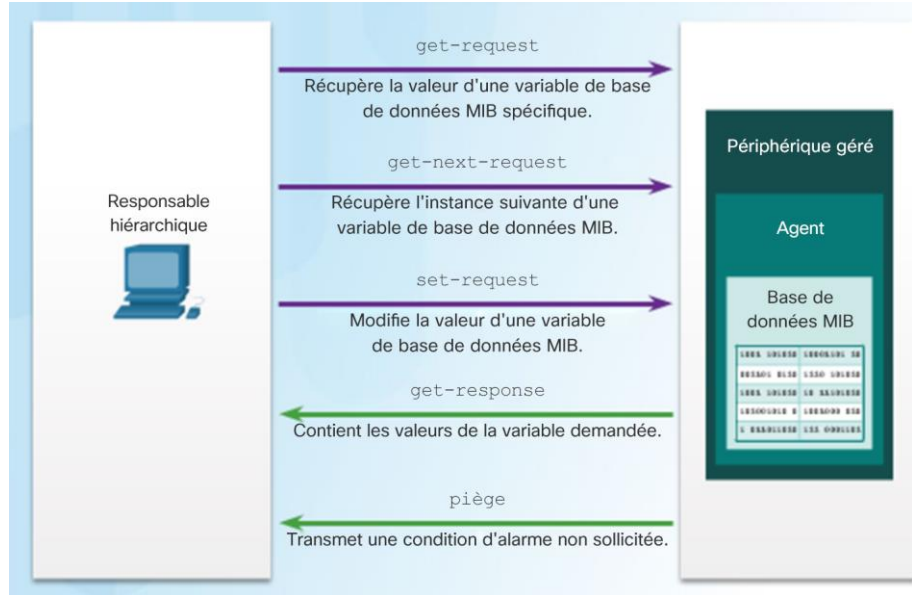 get-request
Récupère la valeur d'une variable de base
de données MIB spécifique.
get-next-request
Récupère l'instance suivante d'une
variable de base de données MIB.
set-request
Modifie la valeur d'une variable
de base de données MIB.
get-response
Contient les valeurs de la variable demandée.
piège
Transmet une condition d'alarme non sollicitée.
Responsable
hiérarchique
Périphérique géré
Agent
Base de
données MIB